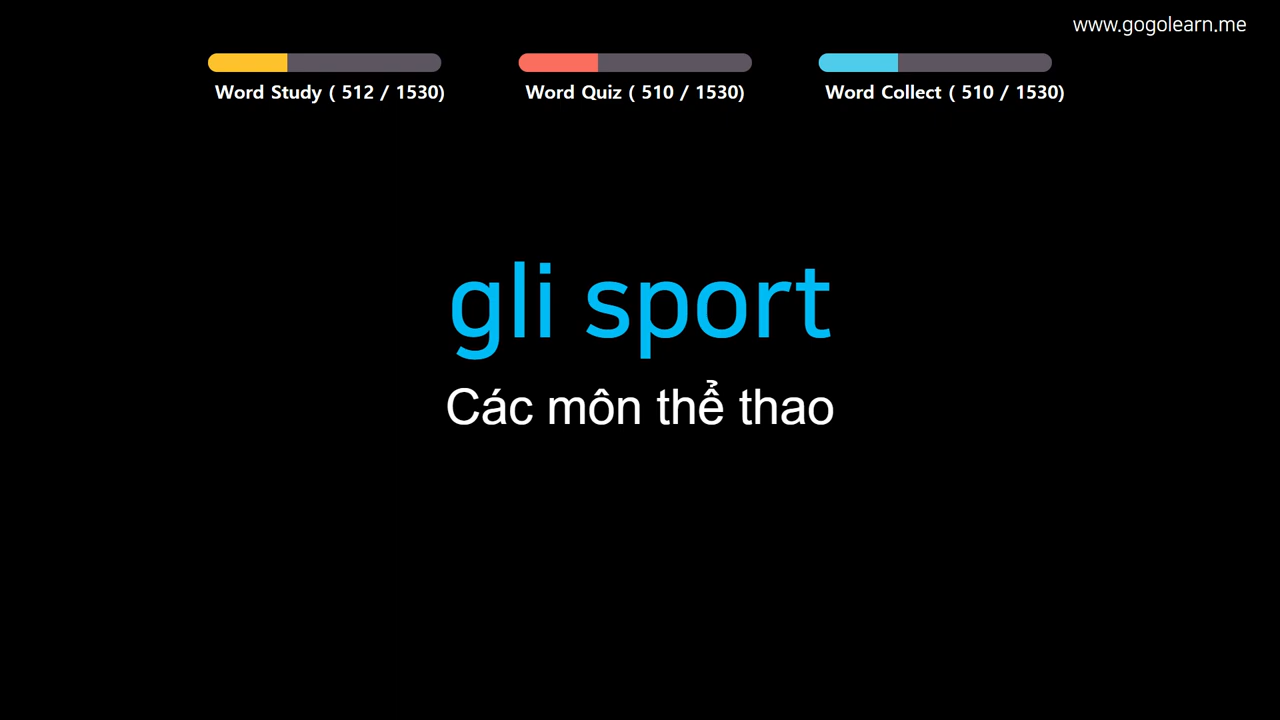 www.gogolearn.me
Word Study ( 512 / 1530)
Word Quiz ( 510 / 1530)
Word Collect ( 510 / 1530)
gli sport
Các môn thể thao